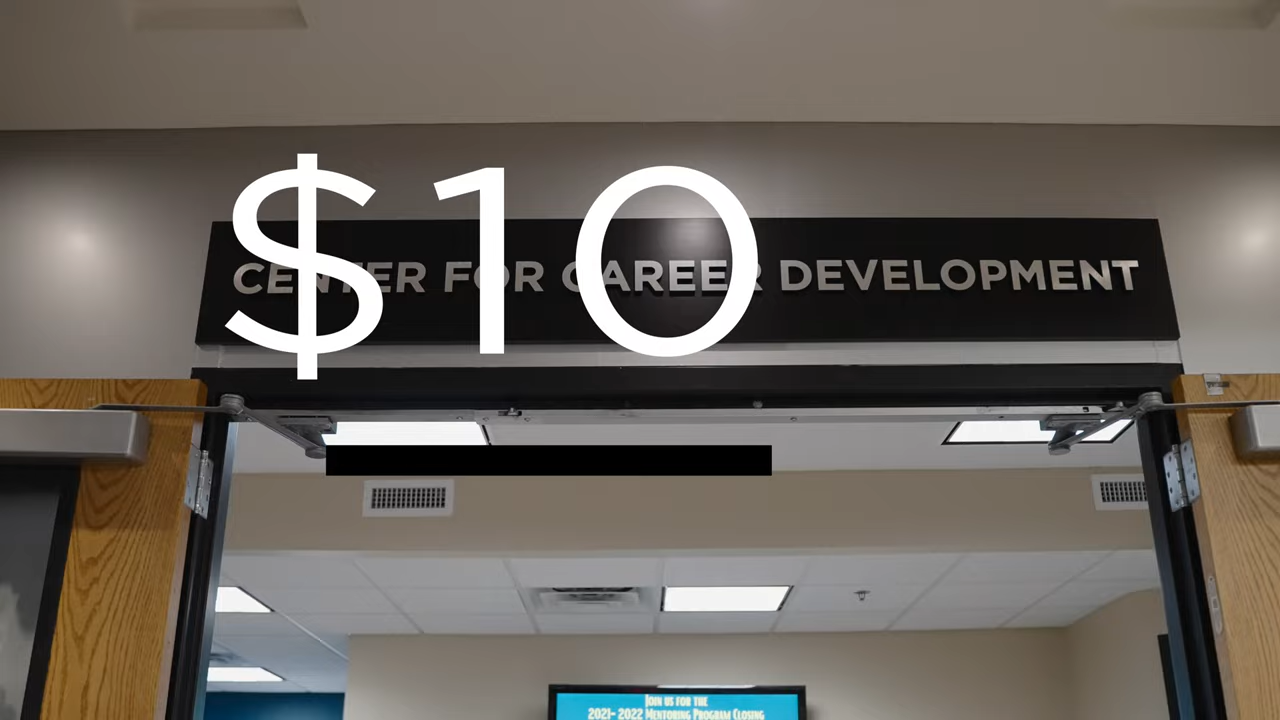 $10
CENTER FOR CAREER DEVELOPMENT
JOIN US FOR THE
2021-2022 MENTORING PROGRAM CLOSING